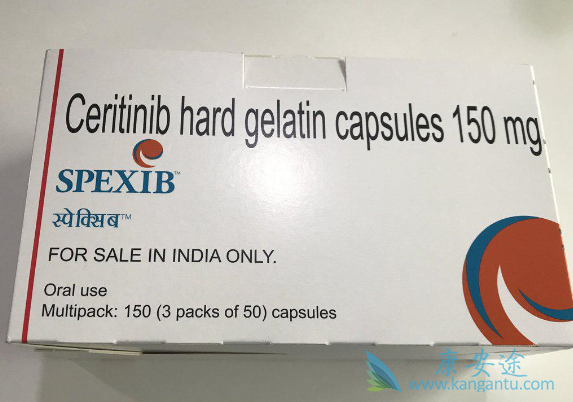 Ceritinib hard gelatin capsules 150 mg
SPEXIB™
स्पेक्सिब™
FOR SALE IN INDIA ONLY.
Oral use
Multipack: 150 (3 packs of 50) capsules
康安途
www.kangantu.com